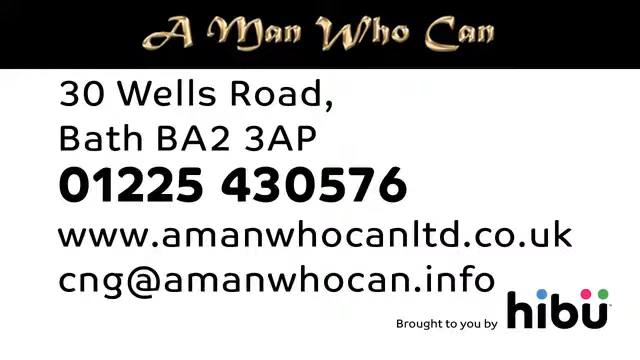 A Man Who Can
30 Wells Road,
Bath BA2 3AP
01225 430576
www.amanwhocanltd.co.uk
cng@amanwhocan.info
Brought to you by hibü